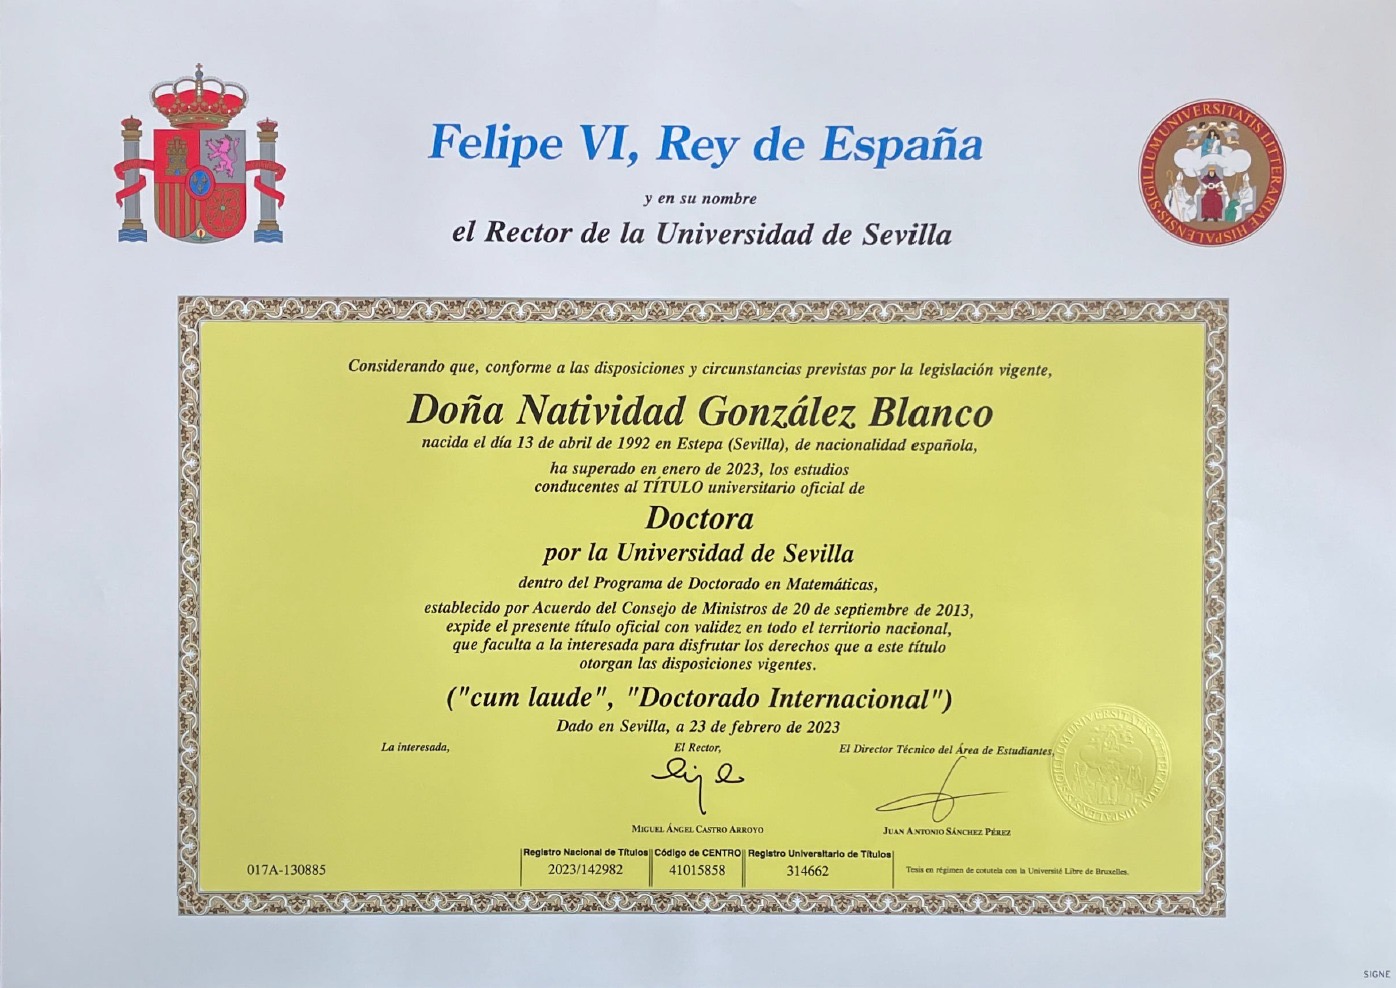 Felipe VI, Rey de España
y en su nombre
el Rector de la Universidad de Sevilla
SIGILLUM UNIVERSITATIS LITTERARIAE HISPALENSIS
Considerando que, conforme a las disposiciones y circunstancias previstas por la legislación vigente,
Doña Natividad González Blanco
nacida el día 13 de abril de 1992 en Estepa (Sevilla), de nacionalidad española,
ha superado en enero de 2023, los estudios
conducentes al TÍTULO universitario oficial de
Doctora
por la Universidad de Sevilla
dentro del Programa de Doctorado en Matemáticas,
establecido por Acuerdo del Consejo de Ministros de 20 de septiembre de 2013,
expide el presente título oficial con validez en todo el territorio nacional,
que faculta a la interesada para disfrutar los derechos que a este título
otorgan las disposiciones vigentes.
("cum laude", "Doctorado Internacional")
Dado en Sevilla, a 23 de febrero de 2023
La interesada, El Rector, El Director Técnico del Área de Estudiantes,
MIGUEL ÁNGEL CASTRO ARROYO JUAN ANTONIO SÁNCHEZ PÉREZ
Registro Nacional de Títulos Código de CENTRO Registro Universitario de Títulos
017A-130885 2023/142982 41015858 314662 Tesis en régimen de cotutela con la Université Libre de Bruxelles.
SIGNE